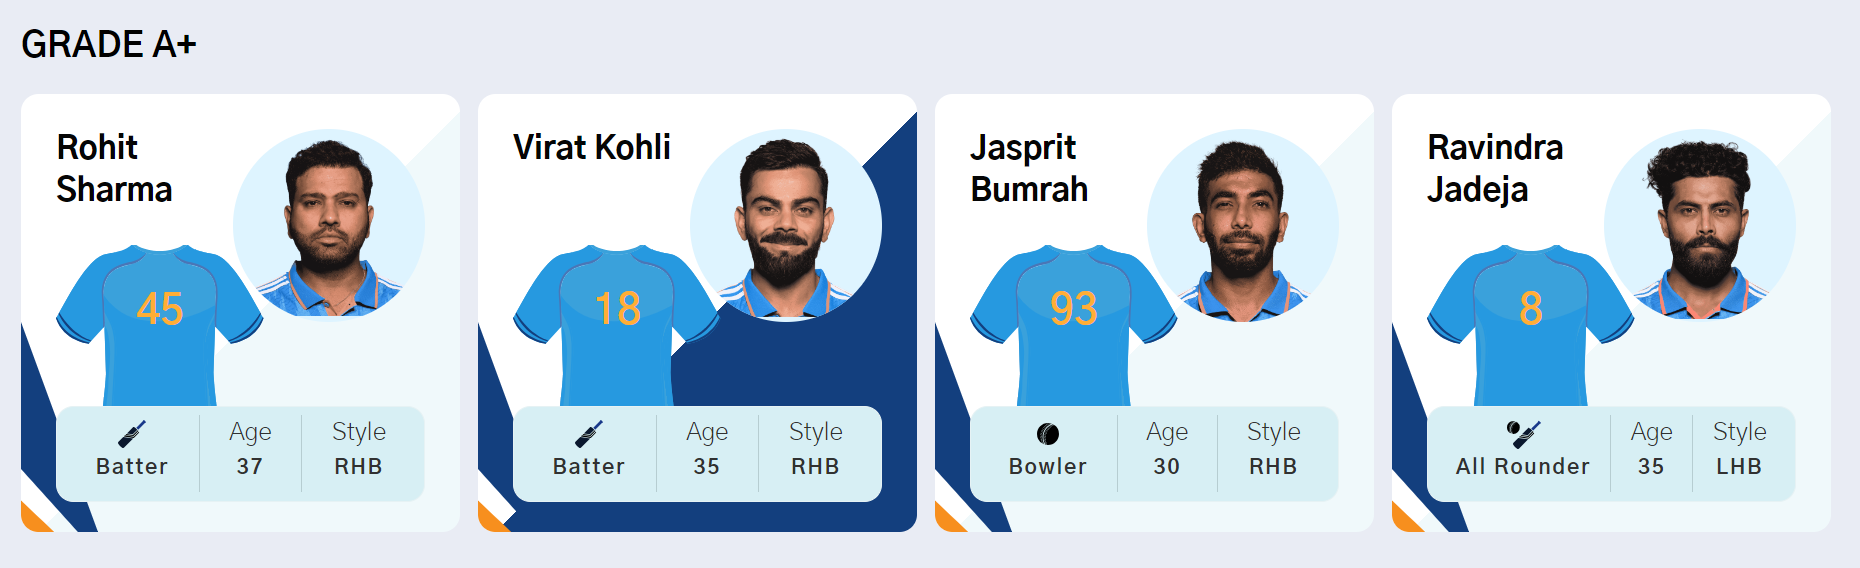 GRADE A+
Rohit
Sharma
45
Batter
Age
37
Style
RHB
Virat Kohli
18
Batter
Age
35
Style
RHB
Jasprit
Bumrah
93
Bowler
Age
30
Style
RHB
Ravindra
Jadeja
8
All Rounder
Age
35
Style
LHB